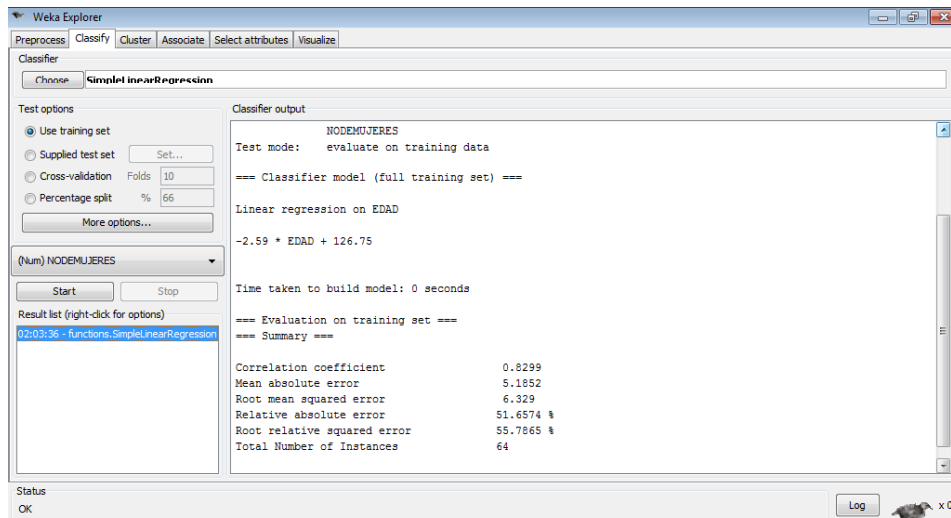 Weka Explorer
Preprocess Classify Cluster Associate Select attributes Visualize
Classifier
Choose SimpleLinearRegression
Test options
Use training set
Supplied test set Set...
Cross-validation Folds 10
Percentage split % 66
More options...
(Num) NODEMUJERES
Start Stop
Result list (right-click for options)
02:03:36 - functions.SimpleLinearRegression
Classifier output
NODEMUJERES
Test mode: evaluate on training data
=== Classifier model (full training set) ===
Linear regression on EDAD
-2.59 * EDAD + 126.75
Time taken to build model: 0 seconds
=== Evaluation on training set ===
=== Summary ===
Correlation coefficient 0.8299
Mean absolute error 5.1852
Root mean squared error 6.329
Relative absolute error 51.6574 %
Root relative squared error 55.7865 %
Total Number of Instances 64
Status
OK
Log
x 0